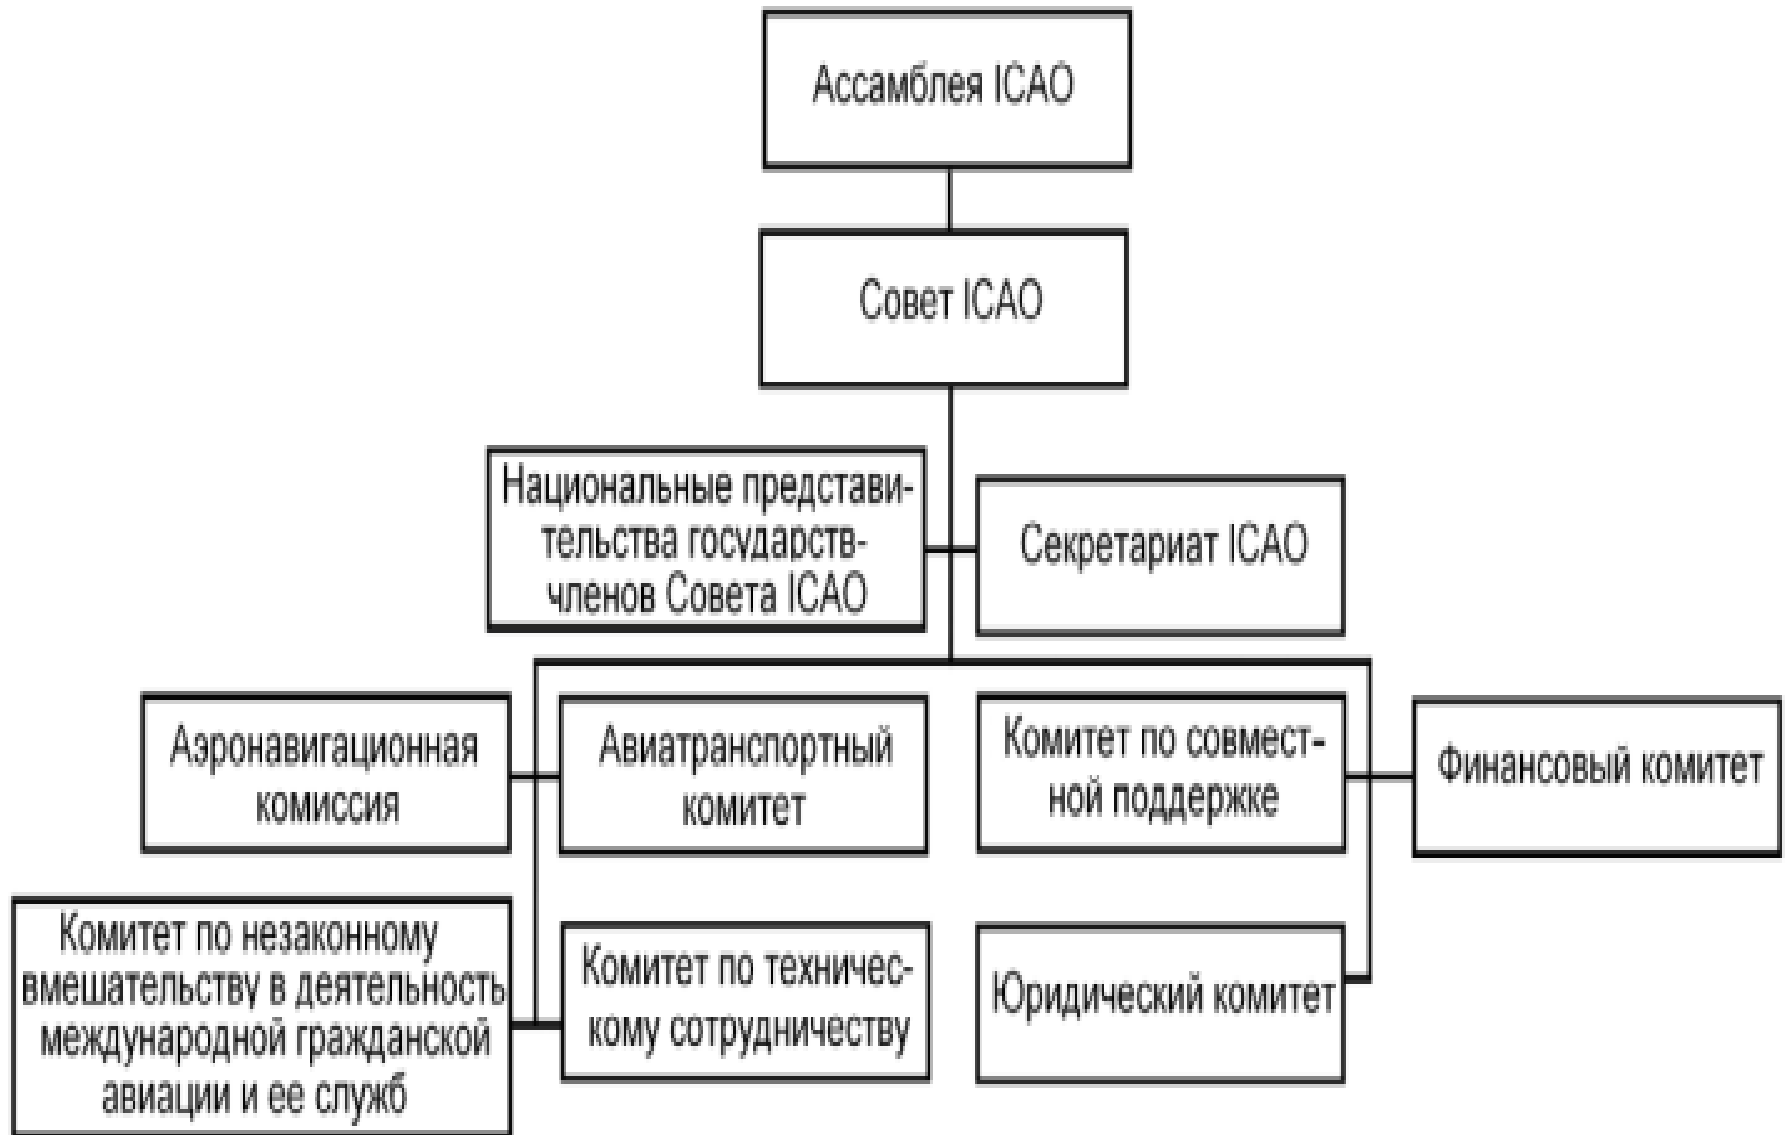 Ассамблея ICAO
Совет ICAO
Национальные представи-
тельства государств-
членов Совета ICAO
Секретариат ICAO
Аэронавигационная
комиссия
Авиатранспортный
комитет
Комитет по совмест-
ной поддержке
Финансовый комитет
Комитет по незаконному
вмешательству в деятельность
международной гражданской
авиации и ее служб
Комитет по техничес-
кому сотрудничеству
Юридический комитет